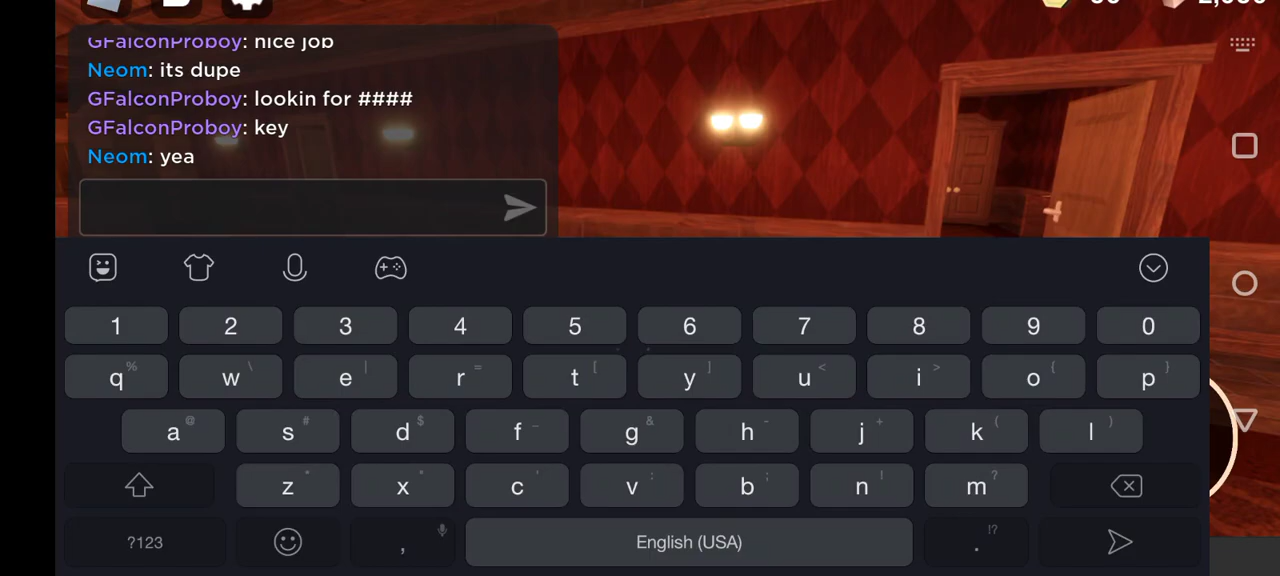 GFalconProboy: nice job
Neom: its dupe
GFalconProboy: lookin for ####
GFalconProboy: key
Neom: yea
1 2 3 4 5 6 7 8 9 0
q % w \ e | r = t [ y ] u < i > o { p }
a @ s # d $ f _ g & h - j + k ( l )
z * x " c ' v : b ; n ! m ?
?123 , English (USA) . !?